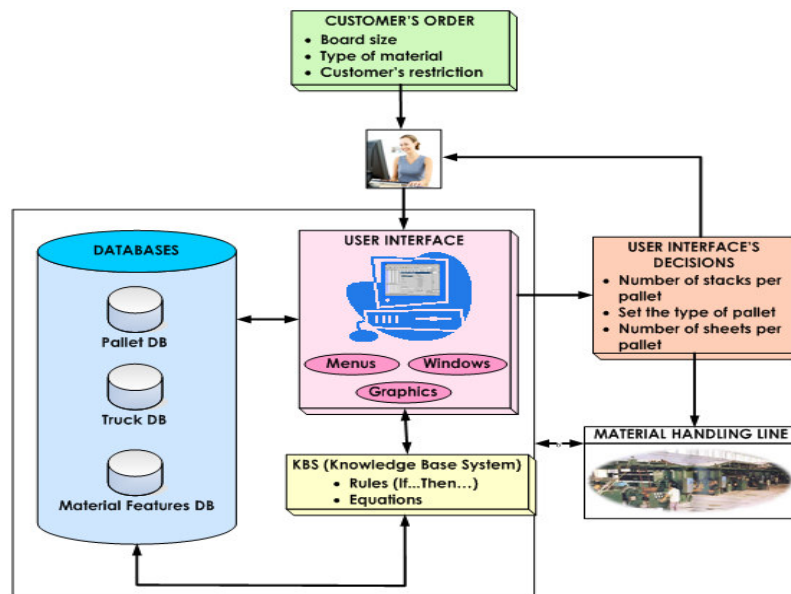 CUSTOMER'S ORDER
• Board size
• Type of material
• Customer's restriction
DATABASES
Pallet DB
Truck DB
Material Features DB
USER INTERFACE
Menus
Windows
Graphics
KBS (Knowledge Base System)
• Rules (If...Then...)
• Equations
USER INTERFACE'S
DECISIONS
• Number of stacks per
pallet
• Set the type of pallet
• Number of sheets per
pallet
MATERIAL HANDLING LINE